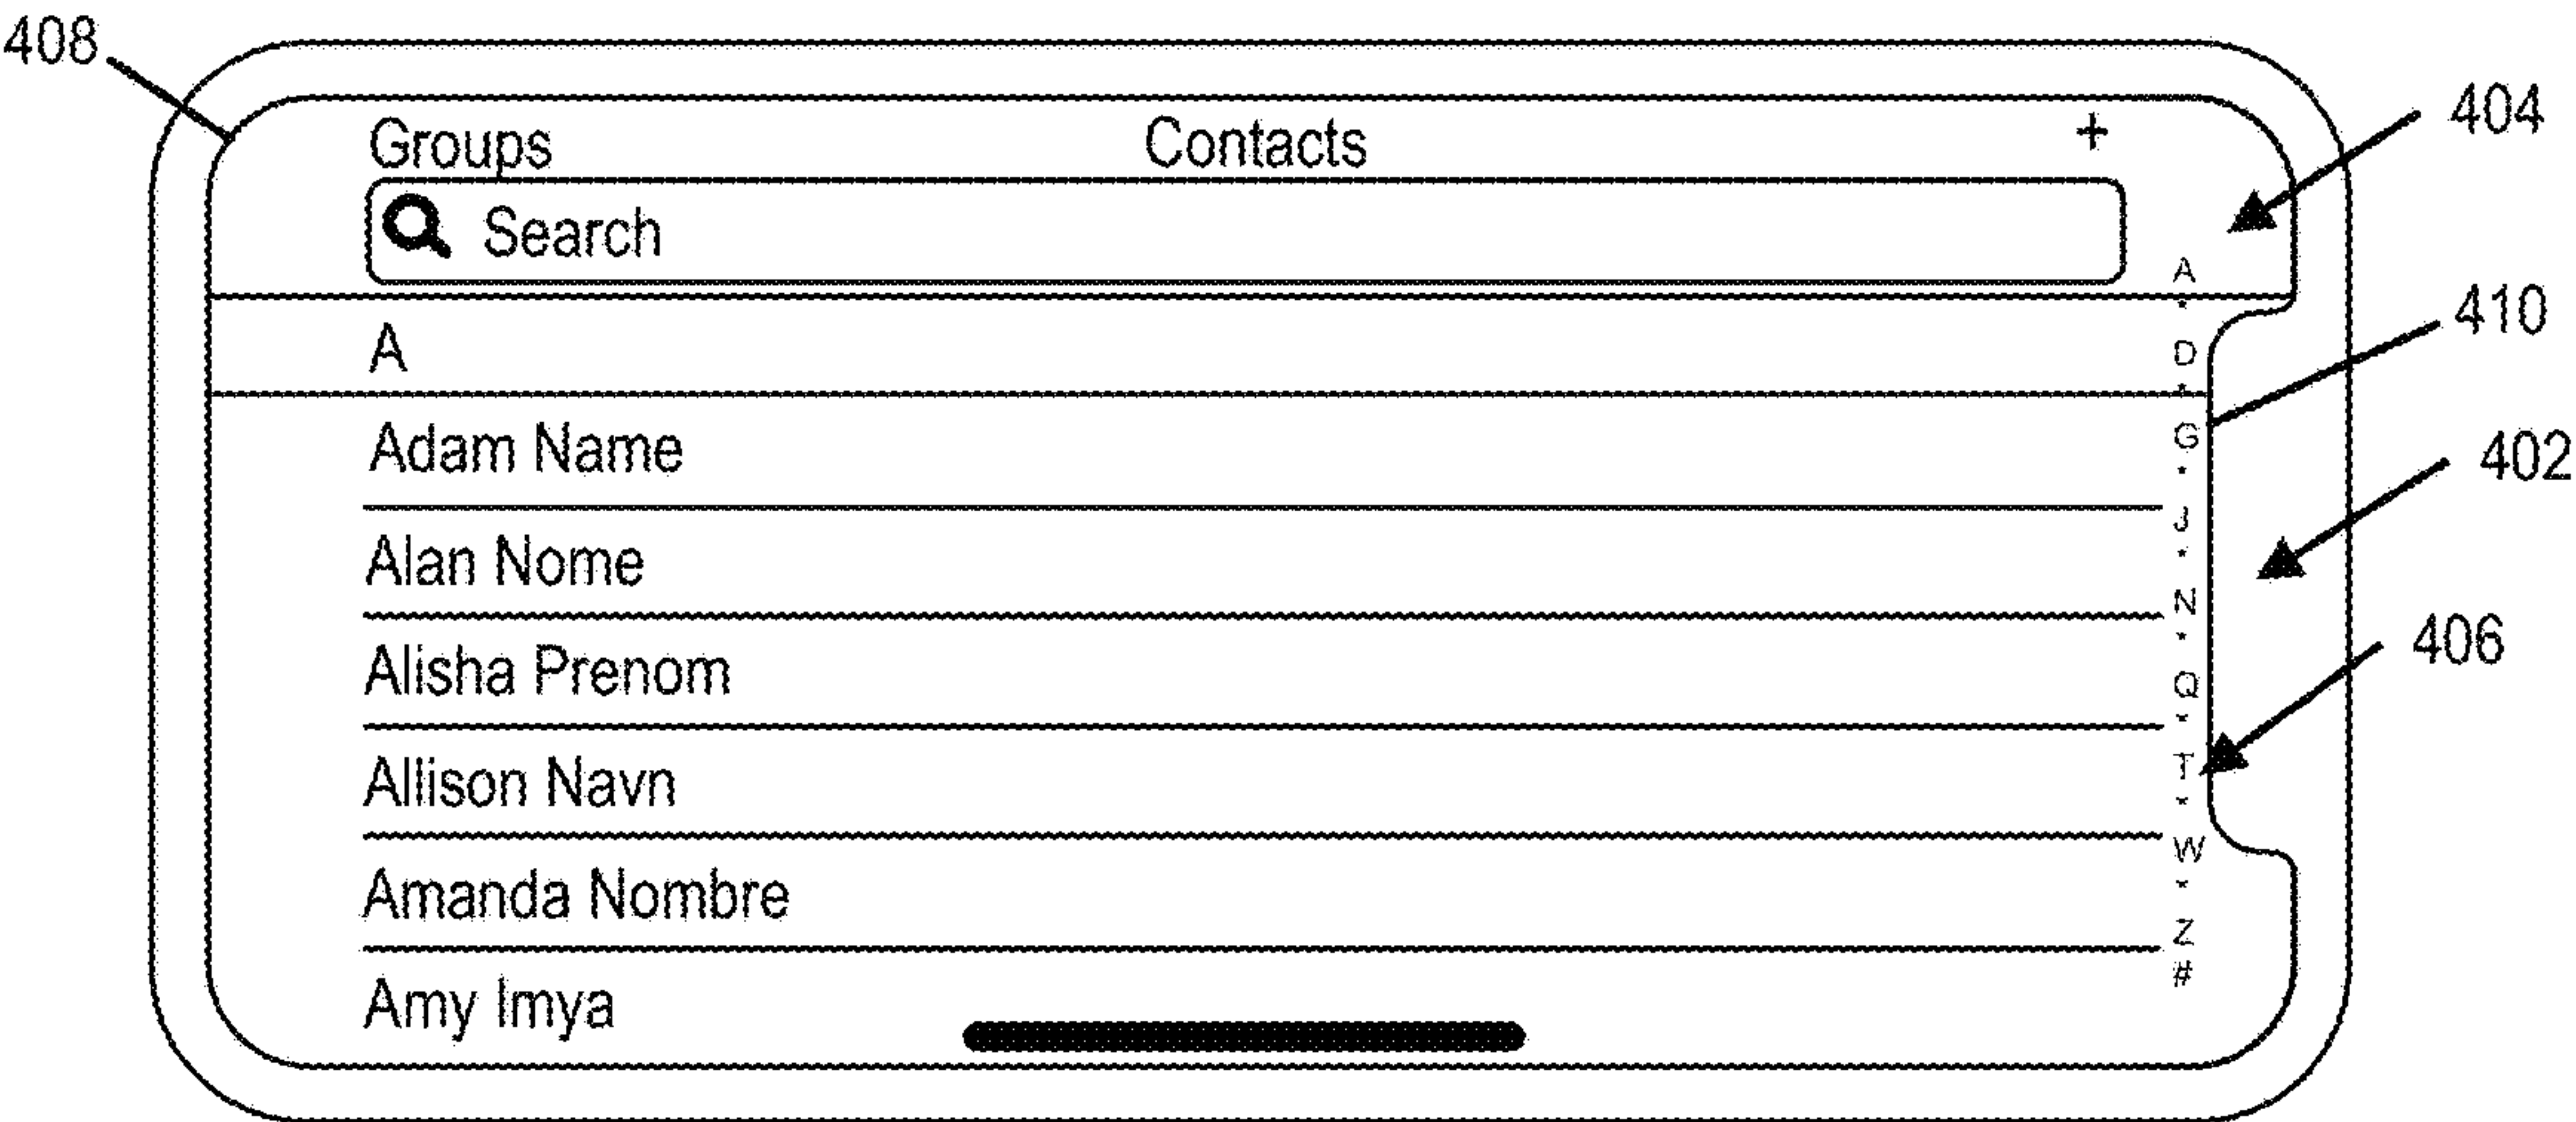 408
404
Groups Contacts +
Search
A
410
A
D
Adam Name
G
402
J
Alan Nome
N
406
Alisha Prenom
Q
Allison Navn
T
W
Amanda Nombre
Z
#
Amy Imya